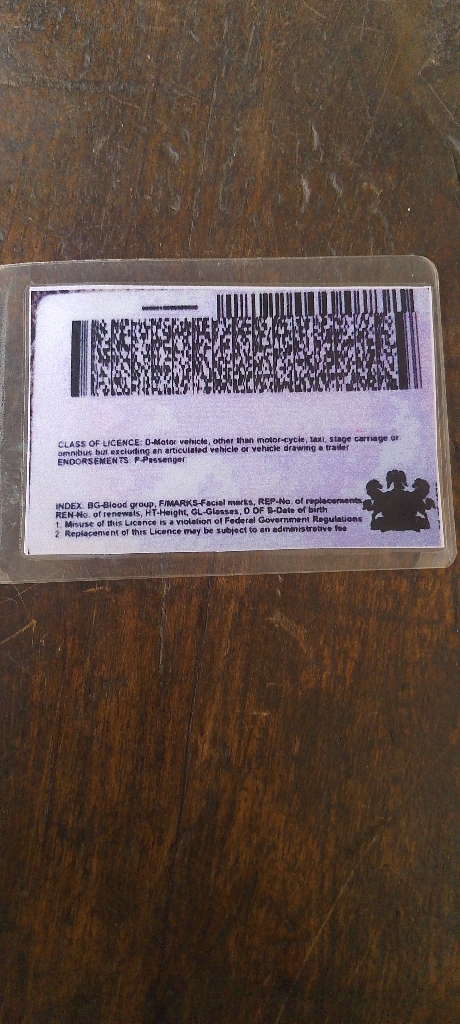 CLASS OF LICENCE: D-Motor vehicle, other than motor-cycle, taxi, stage carriage or
omnibus but excluding an articulated vehicle or vehicle drawing a trailer
ENDORSEMENTS: F-Passenger
INDEX: BG-Blood group, F/MARKS-Facial marks, REP-No. of replacements,
REN-No. of renewals, HT-Height, GL-Glasses, D OF B-Date of birth
1. Misuse of this Licence is a violation of Federal Government Regulations
2. Replacement of this Licence may be subject to an administrative fee